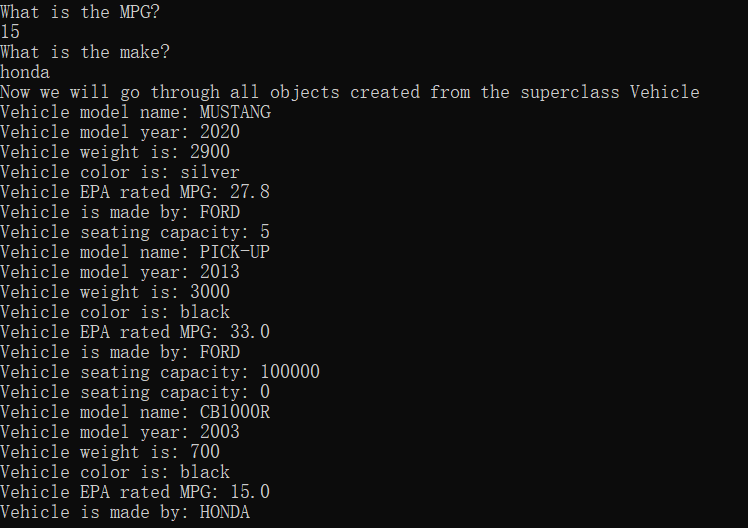 What is the MPG?
15
What is the make?
honda
Now we will go through all objects created from the superclass Vehicle
Vehicle model name: MUSTANG
Vehicle model year: 2020
Vehicle weight is: 2900
Vehicle color is: silver
Vehicle EPA rated MPG: 27.8
Vehicle is made by: FORD
Vehicle seating capacity: 5
Vehicle model name: PICK-UP
Vehicle model year: 2013
Vehicle weight is: 3000
Vehicle color is: black
Vehicle EPA rated MPG: 33.0
Vehicle is made by: FORD
Vehicle seating capacity: 100000
Vehicle seating capacity: 0
Vehicle model name: CB1000R
Vehicle model year: 2003
Vehicle weight is: 700
Vehicle color is: black
Vehicle EPA rated MPG: 15.0
Vehicle is made by: HONDA